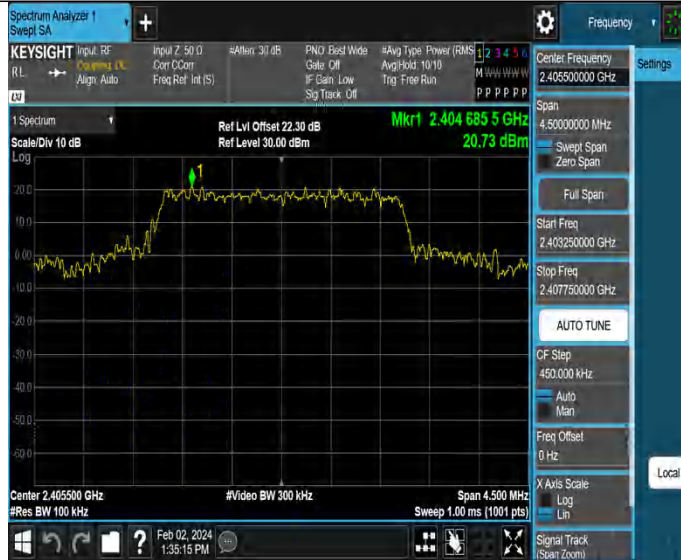 Spectrum Analyzer 1
Swept SA
+
Frequency
KEYSIGHT
Input: RF
Input Z: 50 Ω
#Atten: 30 dB
PNO: Best Wide
#Avg Type: Power (RMS
1 2 3 4 5 6
RL
Coupling: DC
Corr CCorr
Gate: Off
Avg|Hold: 10/10
M W W W W W
Align: Auto
Freq Ref: Int (S)
IF Gain: Low
Trig: Free Run
Sig Track: Off
P P P P P P
LXI
1 Spectrum
Ref Lvl Offset 22.30 dB
Mkr1 2.404 685 5 GHz
Scale/Div 10 dB
Ref Level 30.00 dBm
20.73 dBm
Log
1
20.0
10.0
0.00
-10.0
-20.0
-30.0
-40.0
-50.0
-60.0
Center 2.405500 GHz
#Video BW 300 kHz
Span 4.500 MHz
#Res BW 100 kHz
Sweep 1.00 ms (1001 pts)
Feb 02, 2024
1:35:15 PM
?
Center Frequency
2.405500000 GHz
Settings
Span
4.50000000 MHz
Swept Span
Zero Span
Full Span
Start Freq
2.403250000 GHz
Stop Freq
2.407750000 GHz
AUTO TUNE
CF Step
450.000 kHz
Auto
Man
Freq Offset
0 Hz
X Axis Scale
Log
Lin
Local
Signal Track
(Span Zoom)